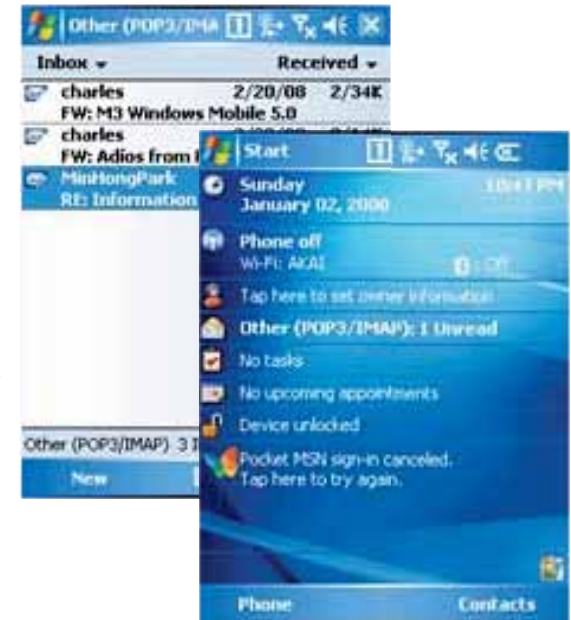 Other (POP3/IMA
Inbox
Received
charles 2/20/08 2/34K
FW: M3 Windows Mobile 5.0
charles
FW: Adios from
MinHongPark
RE: Information
Other (POP3/IMAP) 3
New
Start
Sunday
January 02, 2000
PM
Phone off
Wi-Fi: AKAI
Off
Tap here to set owner information
Other (POP3/IMAP): 1 Unread
No tasks
No upcoming appointments
Device unlocked
Pocket MSN sign-in canceled.
Tap here to try again.
Phone
Contacts